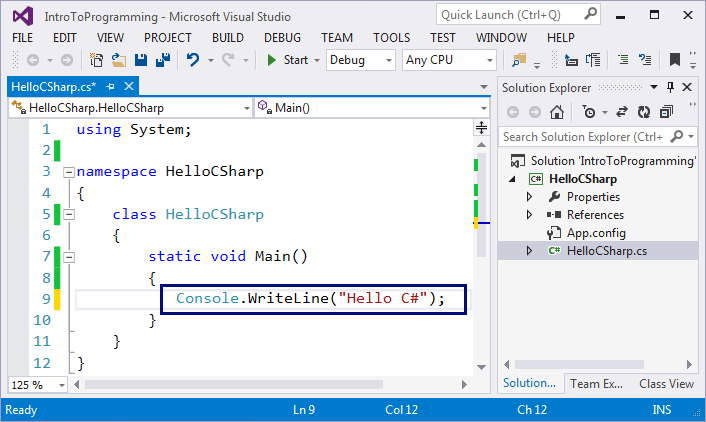 IntroToProgramming - Microsoft Visual Studio
Quick Launch (Ctrl+Q)
FILE EDIT VIEW PROJECT BUILD DEBUG TEAM TOOLS TEST WINDOW HELP
Start Debug Any CPU
HelloCSharp.cs*
HelloCSharp.HelloCSharp Main()
1 using System;
2
3 namespace HelloCSharp
4 {
5 class HelloCSharp
6 {
7 static void Main()
8 {
9 Console.WriteLine("Hello C#");
10 }
11 }
12 }
125 %
Solution Explorer
Search Solution Explorer (Ctrl+
Solution 'IntroToProgramming'
C# HelloCSharp
Properties
References
App.config
C# HelloCSharp.cs
Solution... Team Ex... Class View
Ready Ln 9 Col 12 Ch 12 INS